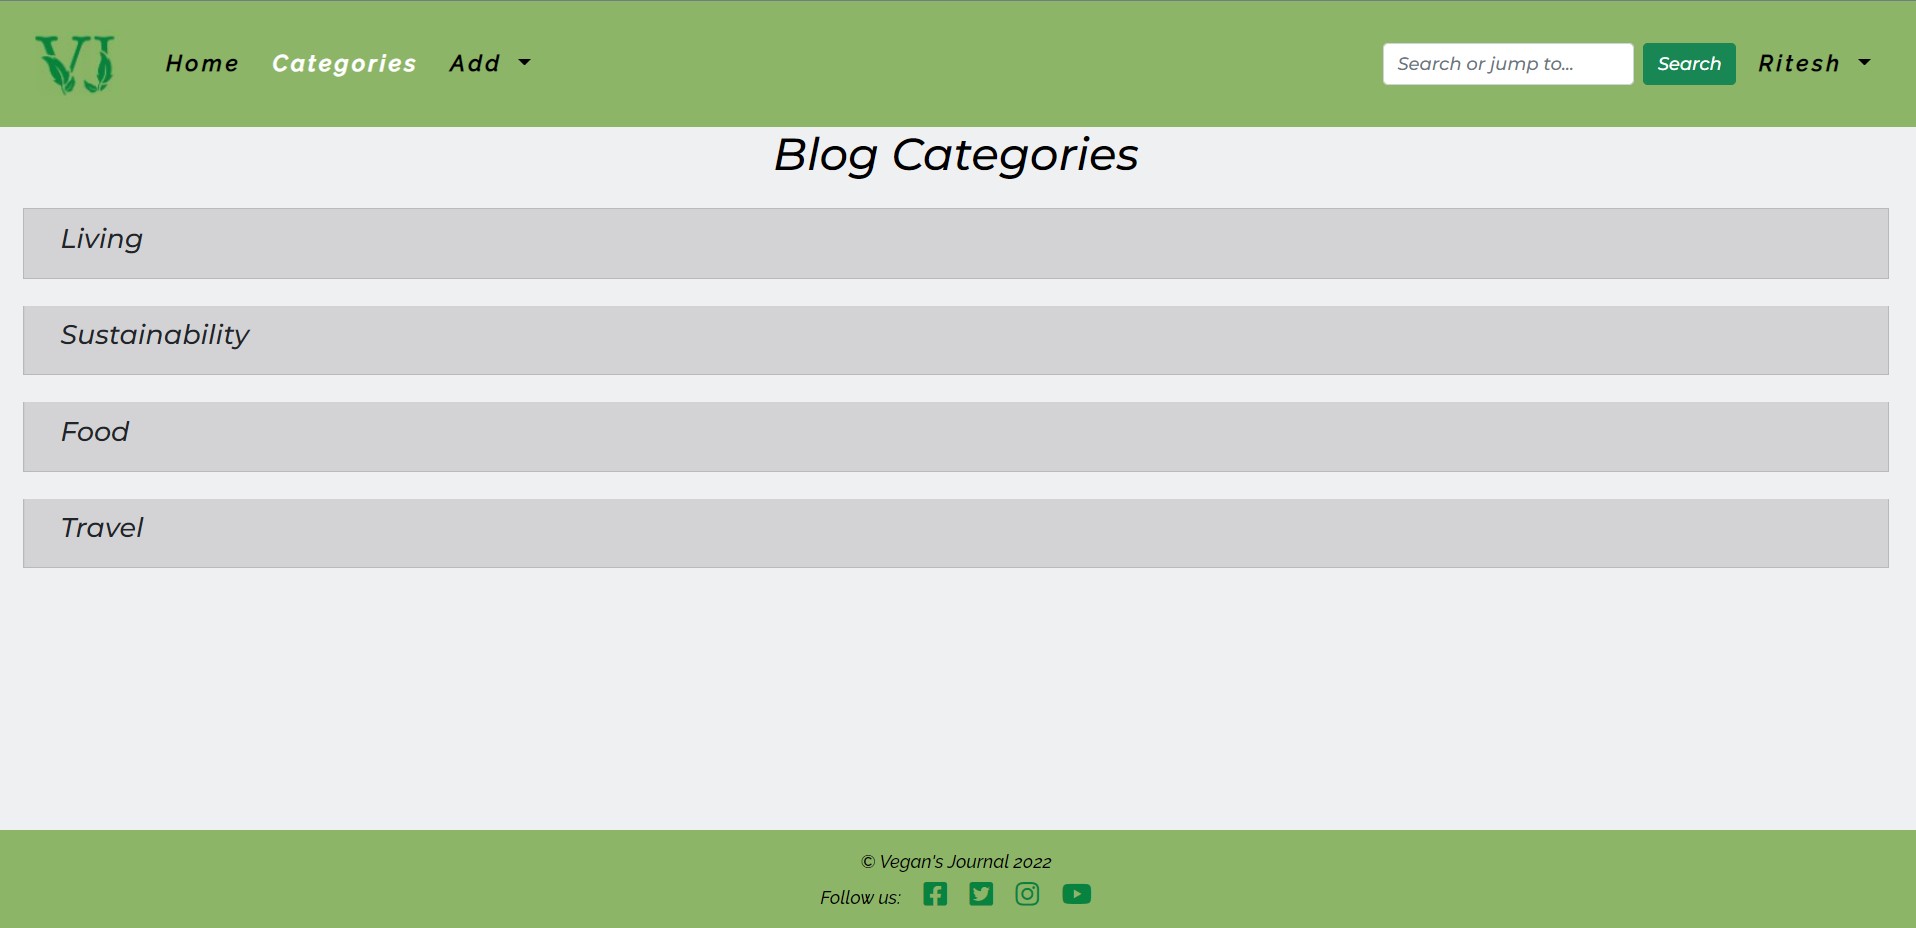 VJ Home Categories Add Search or jump to... Search Ritesh
Blog Categories
Living
Sustainability
Food
Travel
© Vegan's Journal 2022
Follow us: